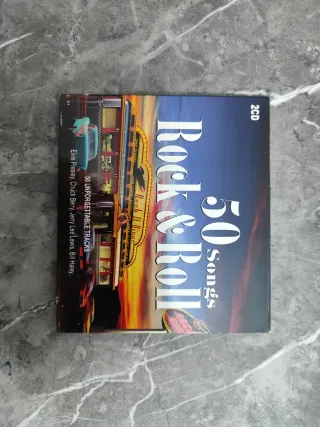 2CD
50 Songs
Rock & Roll
50 UNFORGETTABLE TRACKS
Elvis Presley, Chuck Berry, Jerry Lee Lewis, Bill Haley,